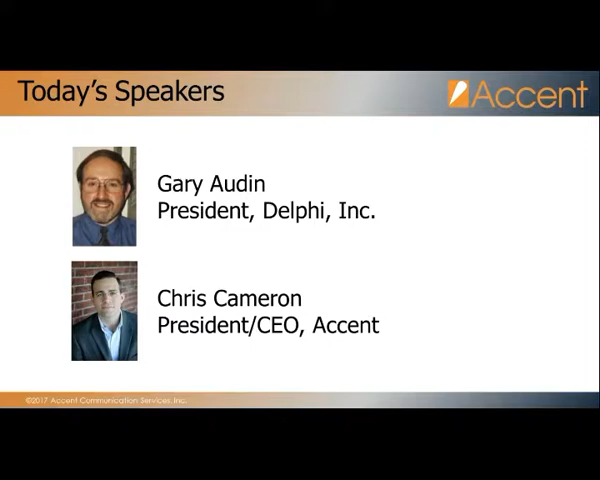 Today's Speakers
Accent
Gary Audin
President, Delphi, Inc.
Chris Cameron
President/CEO, Accent
©2017 Accent Communication Services, Inc.